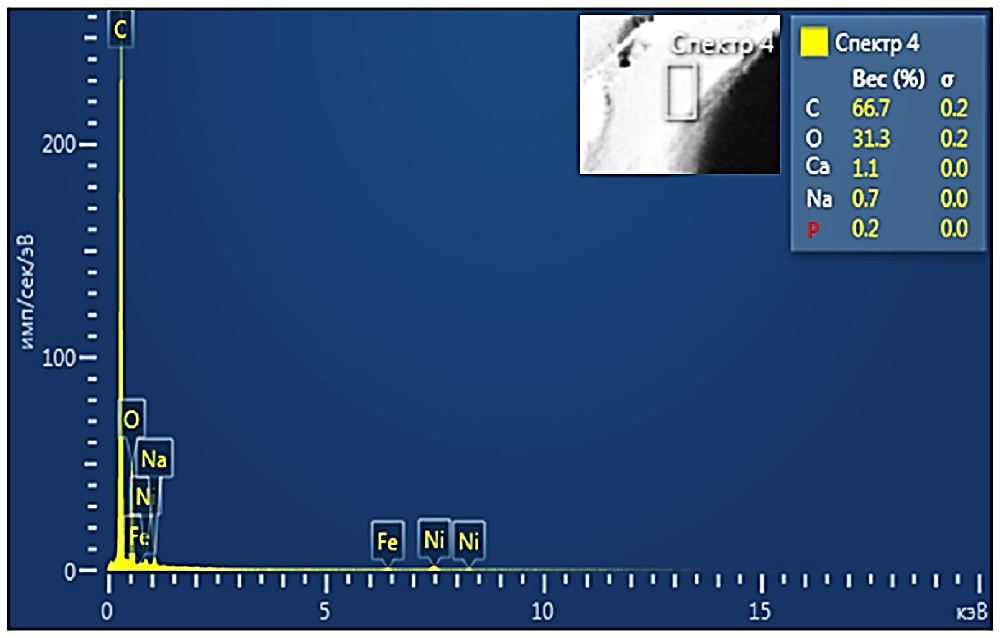 C
Спектр 4
Спектр 4
Вес (%) σ
C 66.7 0.2
O 31.3 0.2
Ca 1.1 0.0
Na 0.7 0.0
P 0.2 0.0
200
имп/сек/эВ
100
O
Na
Ni
Fe
Fe Ni Ni
0
0 5 10 15 кэВ